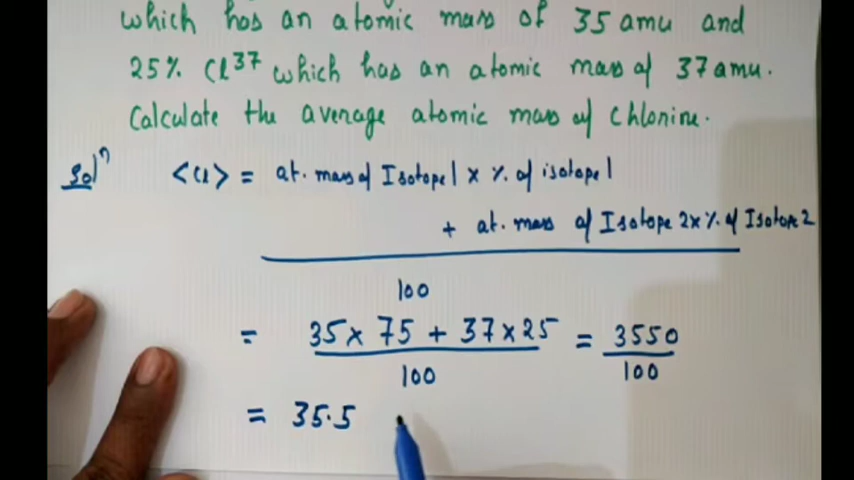 which has an atomic mass of 35 amu and
25% Cl³⁷ which has an atomic mass of 37 amu.
Calculate the average atomic mass of Chlorine.
Solⁿ <Cl> = at. mass of Isotope 1 x % of isotope 1
+ at. mass of Isotope 2 x % of Isotope 2
100
= 35 x 75 + 37 x 25 / 100 = 3550 / 100
= 35.5